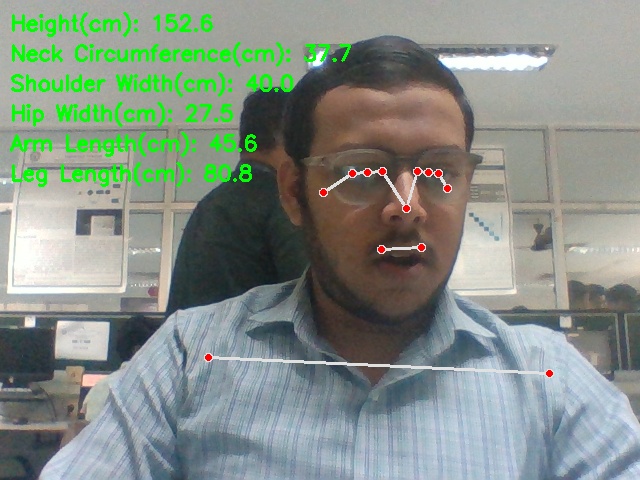 Height(cm): 152.6
Neck Circumference(cm): 37.7
Shoulder Width(cm): 40.0
Hip Width(cm): 27.5
Arm Length(cm): 45.6
Leg Length(cm): 80.8